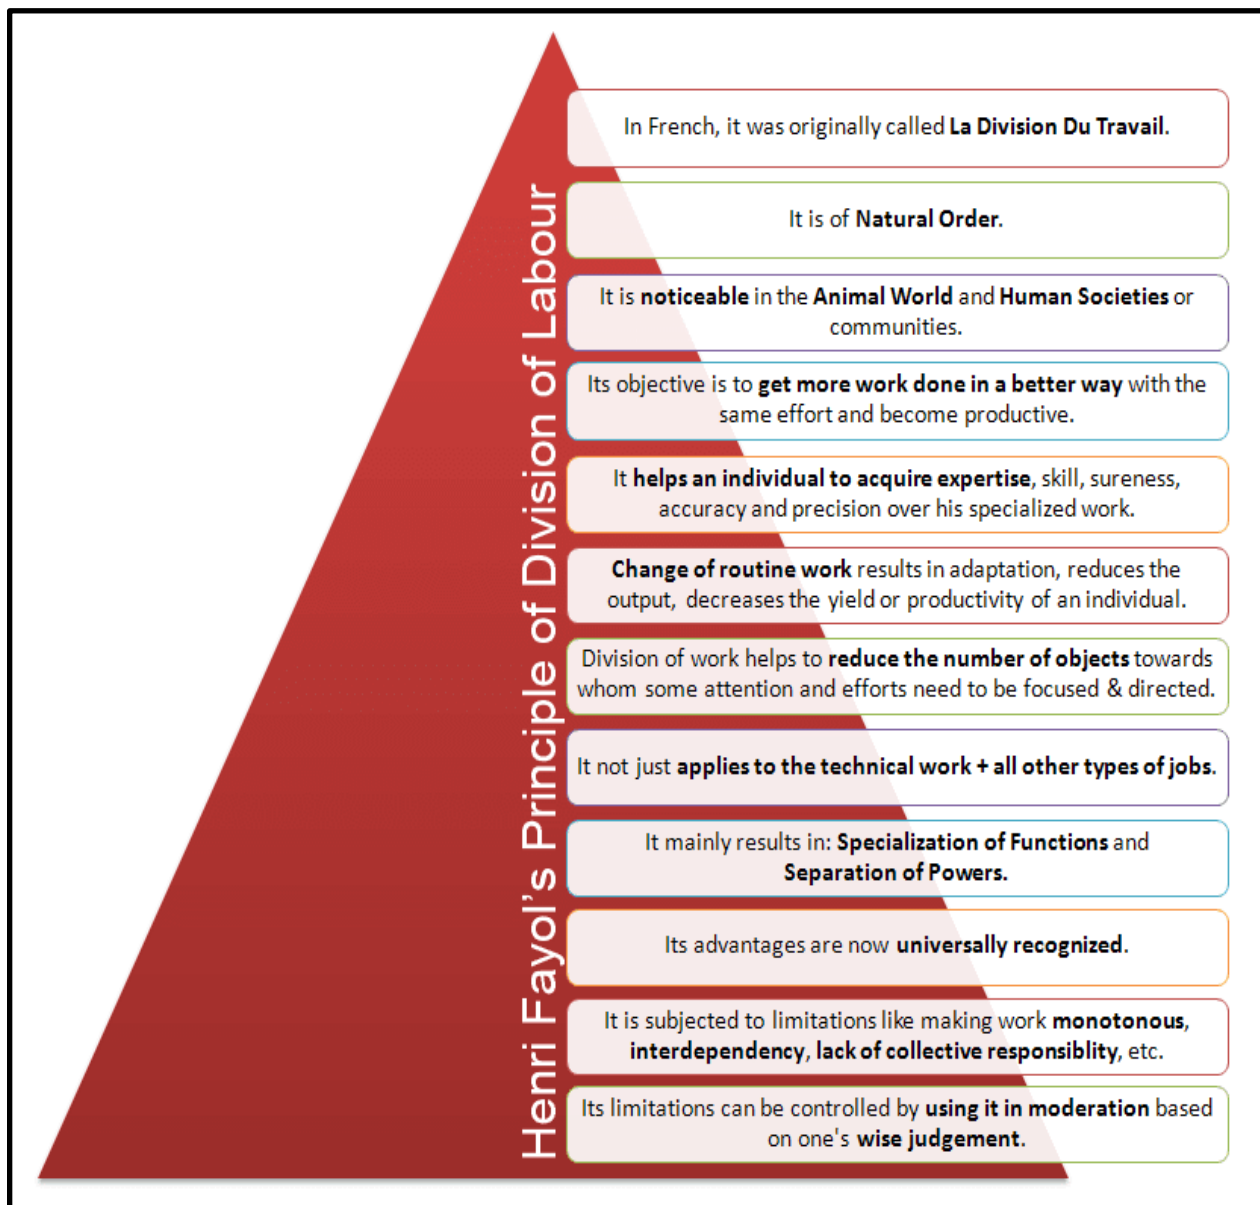 Henri Fayol's Principle of Division of Labour
In French, it was originally called La Division Du Travail.
It is of Natural Order.
It is noticeable in the Animal World and Human Societies or
communities.
Its objective is to get more work done in a better way with the
same effort and become productive.
It helps an individual to acquire expertise, skill, sureness,
accuracy and precision over his specialized work.
Change of routine work results in adaptation, reduces the
output, decreases the yield or productivity of an individual.
Division of work helps to reduce the number of objects towards
whom some attention and efforts need to be focused & directed.
It not just applies to the technical work + all other types of jobs.
It mainly results in: Specialization of Functions and
Separation of Powers.
Its advantages are now universally recognized.
It is subjected to limitations like making work monotonous,
interdependency, lack of collective responsiblity, etc.
Its limitations can be controlled by using it in moderation based
on one's wise judgement.